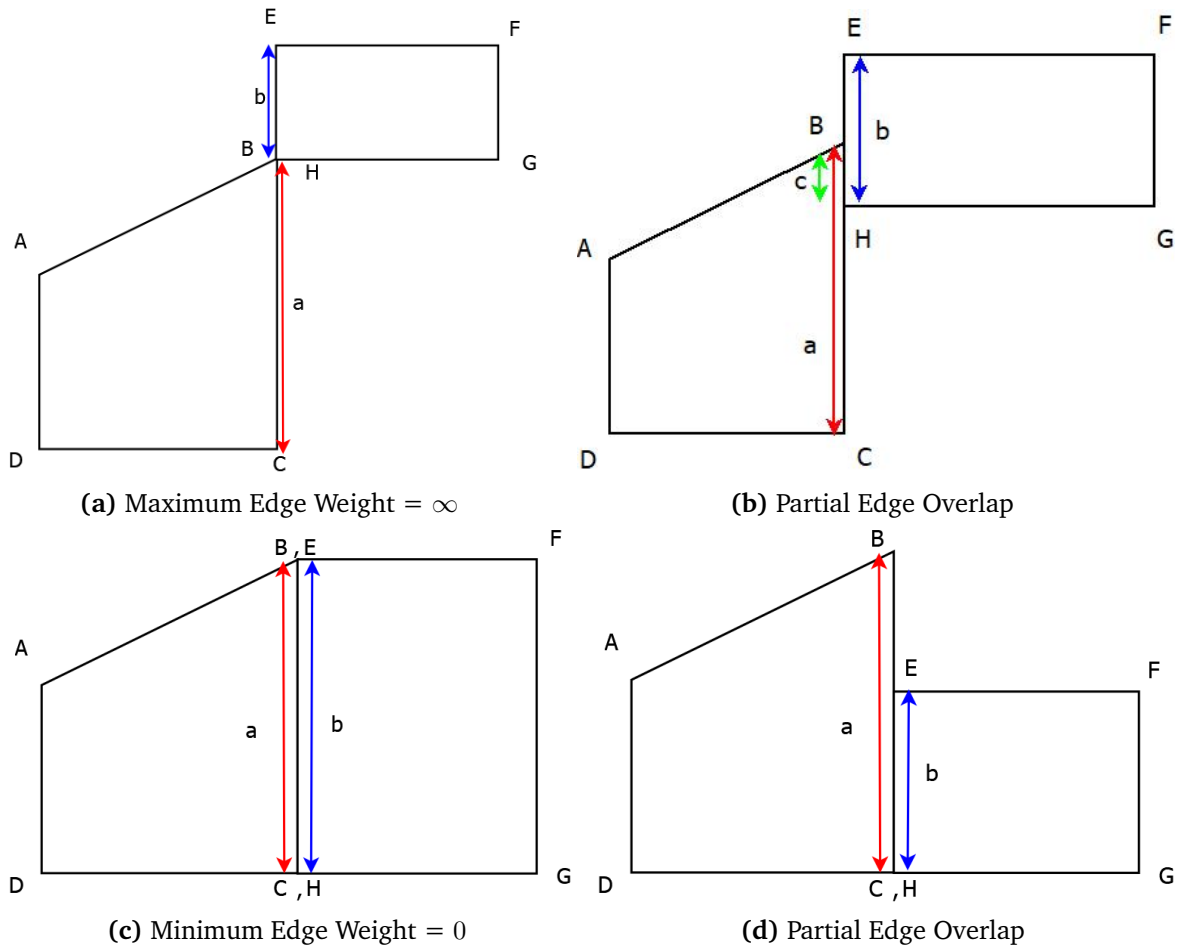 E
F
b
B
H
G
A
a
D
C
(a) Maximum Edge Weight = ∞
E
F
B
b
c
A
H
G
a
D
C
(b) Partial Edge Overlap
B , E
F
A
a
b
D
C , H
G
(c) Minimum Edge Weight = 0
B
A
E
F
a
b
D
C , H
G
(d) Partial Edge Overlap